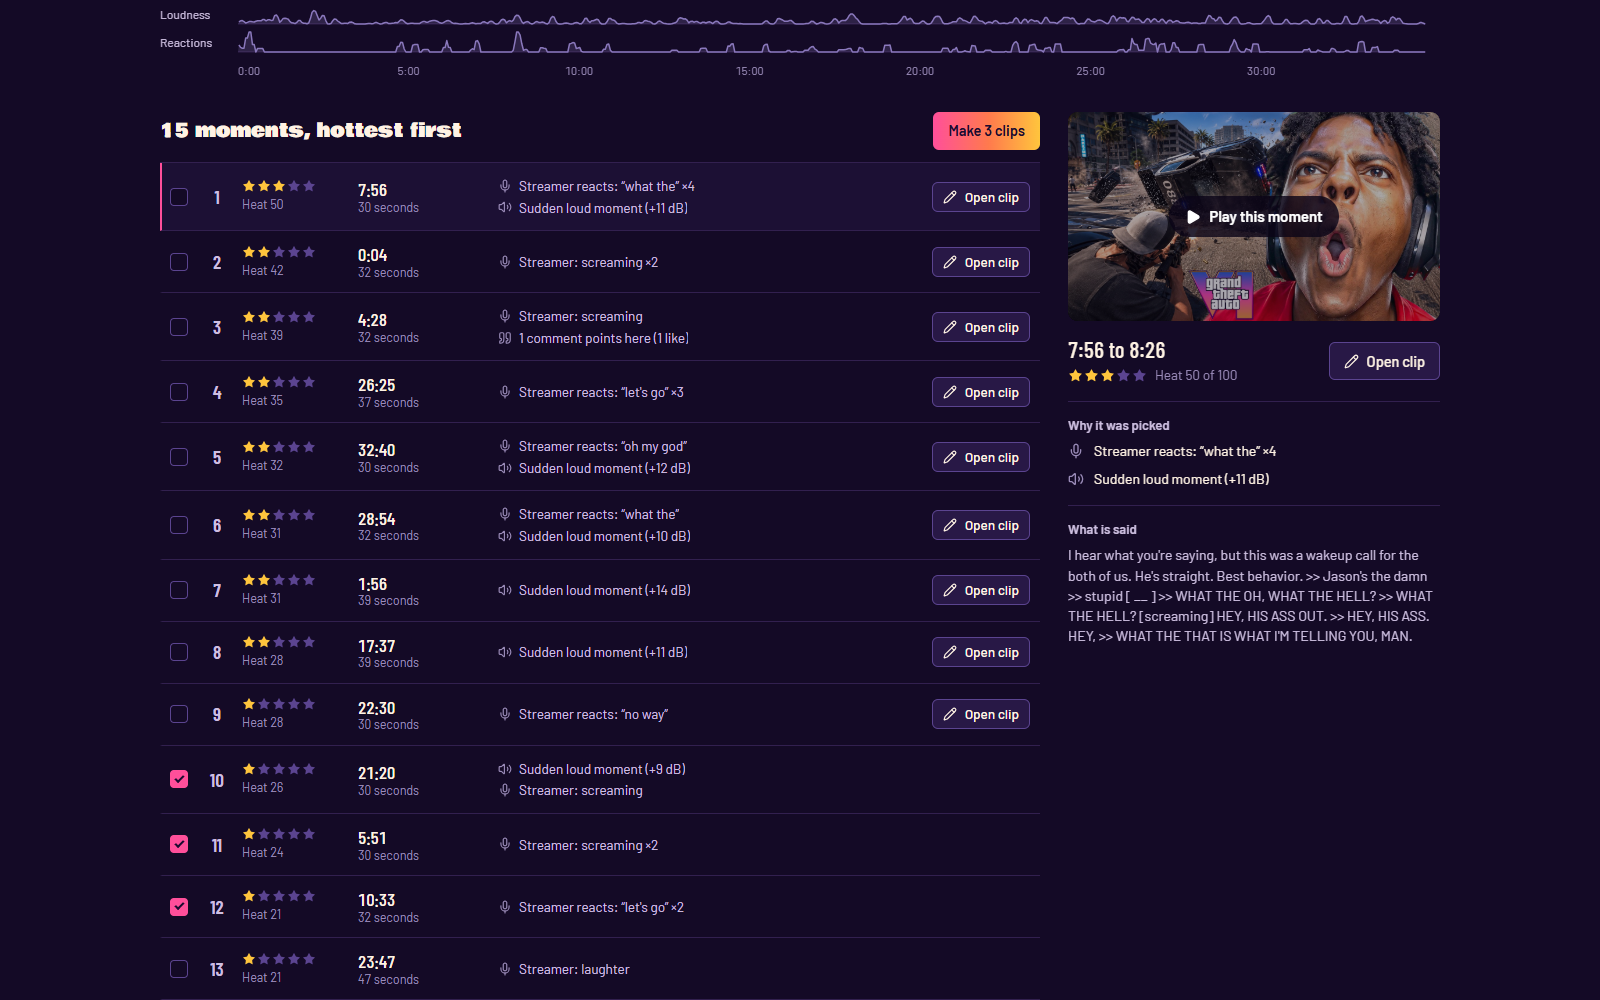 Loudness
Reactions
0:00 5:00 10:00 15:00 20:00 25:00 30:00
15 moments, hottest first
Make 3 clips
1
Heat 50
7:56
30 seconds
Streamer reacts: “what the” ×4
Sudden loud moment (+11 dB)
Open clip
2
Heat 42
0:04
32 seconds
Streamer: screaming ×2
Open clip
3
Heat 39
4:28
32 seconds
Streamer: screaming
1 comment points here (1 like)
Open clip
4
Heat 35
26:25
37 seconds
Streamer reacts: “let's go” ×3
Open clip
5
Heat 32
32:40
30 seconds
Streamer reacts: “oh my god”
Sudden loud moment (+12 dB)
Open clip
6
Heat 31
28:54
32 seconds
Streamer reacts: “what the”
Sudden loud moment (+10 dB)
Open clip
7
Heat 31
1:56
39 seconds
Sudden loud moment (+14 dB)
Open clip
8
Heat 28
17:37
39 seconds
Sudden loud moment (+11 dB)
Open clip
9
Heat 28
22:30
30 seconds
Streamer reacts: “no way”
Open clip
10
Heat 26
21:20
30 seconds
Sudden loud moment (+9 dB)
Streamer: screaming
11
Heat 24
5:51
30 seconds
Streamer: screaming ×2
12
Heat 21
10:33
32 seconds
Streamer reacts: “let's go” ×2
13
Heat 21
23:47
47 seconds
Streamer: laughter
Play this moment
grand
theft
auto
VI
7:56 to 8:26
Heat 50 of 100
Open clip
Why it was picked
Streamer reacts: “what the” ×4
Sudden loud moment (+11 dB)
What is said
I hear what you're saying, but this was a wakeup call for the
both of us. He's straight. Best behavior. >> Jason's the damn
>> stupid [ __ ] >> WHAT THE OH, WHAT THE HELL? >> WHAT
THE HELL? [screaming] HEY, HIS ASS OUT. >> HEY, HIS ASS.
HEY, >> WHAT THE THAT IS WHAT I'M TELLING YOU, MAN.